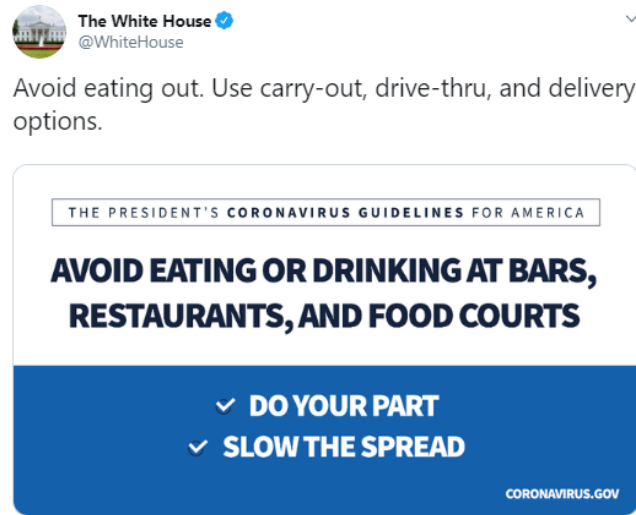 The White House
@WhiteHouse
Avoid eating out. Use carry-out, drive-thru, and delivery
options.
THE PRESIDENT'S CORONAVIRUS GUIDELINES FOR AMERICA
AVOID EATING OR DRINKING AT BARS,
RESTAURANTS, AND FOOD COURTS
DO YOUR PART
SLOW THE SPREAD
CORONAVIRUS.GOV